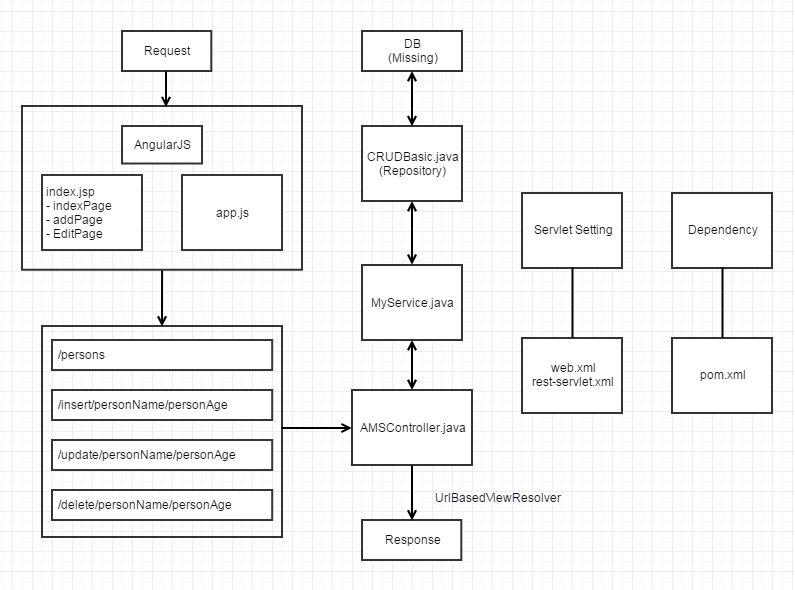 Request
AngularJS
index.jsp
- indexPage
- addPage
- EditPage
app.js
/persons
/insert/personName/personAge
/update/personName/personAge
/delete/personName/personAge
DB
(Missing)
CRUDBasic.java
(Repository)
MyService.java
AMSController.java
UrlBasedViewResolver
Response
Servlet Setting
web.xml
rest-servlet.xml
Dependency
pom.xml